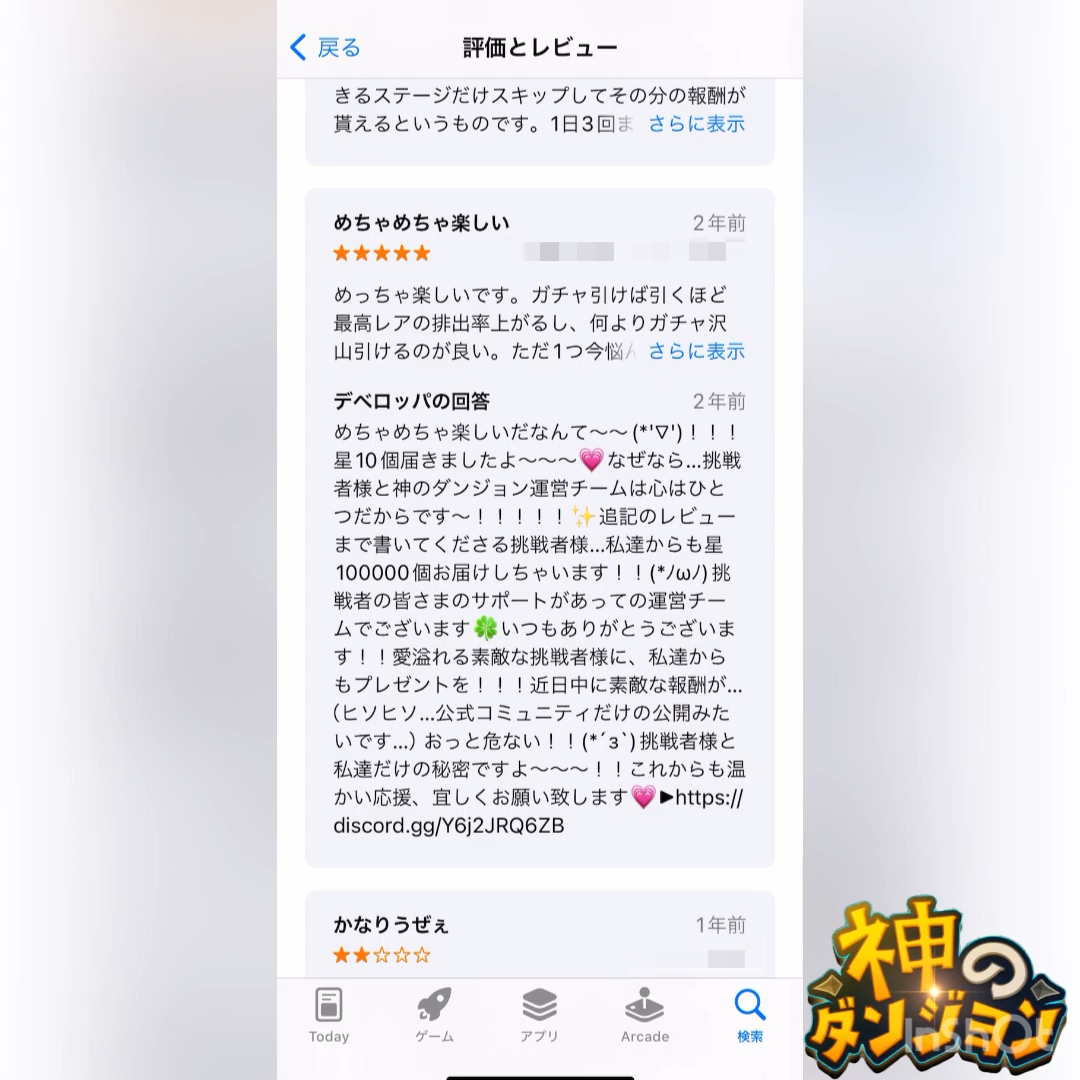 戻る
評価とレビュー
きるステージだけスキップしてその分の報酬が
貰えるというものです。1日3回ま さらに表示
めちゃめちゃ楽しい
2年前
★★★★★
めっちゃ楽しいです。ガチャ引けば引くほど
最高レアの排出率上がるし、何よりガチャ沢
山引けるのが良い。ただ1つ今悩ん さらに表示
デベロッパの回答
2年前
めちゃめちゃ楽しいだなんて〜〜(*'∇')！！！
星10個届きましたよ〜〜〜💗なぜなら...挑戦
者様と神のダンジョン運営チームは心はひと
つだからです〜！！！！！✨追記のレビュー
まで書いてくださる挑戦者様...私達からも星
100000個お届けしちゃいます！！(*ﾉωﾉ)挑
戦者の皆さまのサポートがあっての運営チー
ムでございます🍀いつもありがとうございま
す！！愛溢れる素敵な挑戦者様に、私達から
もプレゼントを！！！近日中に素敵な報酬が...
（ヒソヒソ...公式コミュニティだけの公開みた
いです...）おっと危ない！！(*´з`)挑戦者様と
私達だけの秘密ですよ〜〜〜！！これからも温
かい応援、宜しくお願い致します💗▶https://
discord.gg/Y6j2JRQ6ZB
かなりうぜぇ
1年前
★★☆☆☆
Today
ゲーム
アプリ
Arcade
検索
神の
ダンジョン
InShot